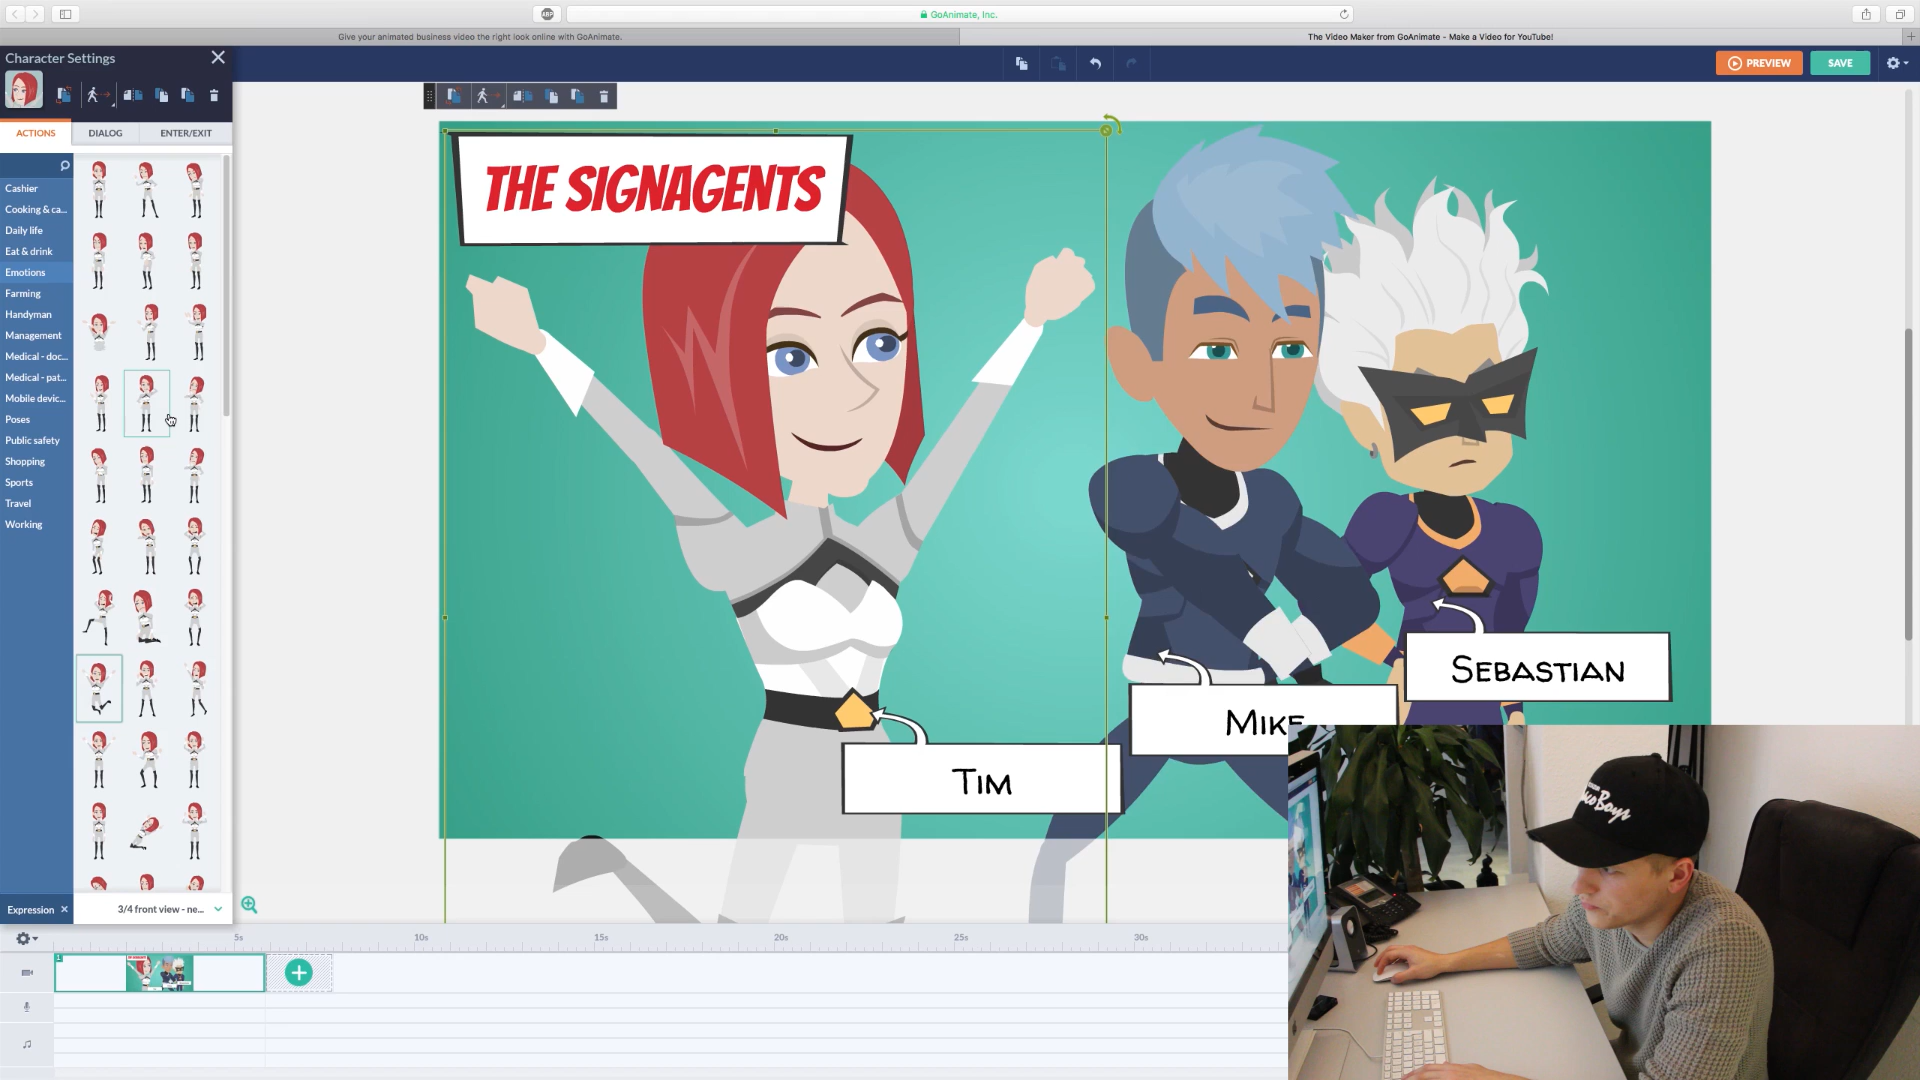 GoAnimate, Inc.
Give your animated business video the right look online with GoAnimate.
The Video Maker from GoAnimate - Make a Video for YouTube!
Character Settings
PREVIEW
SAVE
ACTIONS
DIALOG
ENTER/EXIT
Cashier
Cooking & ca...
Daily life
Eat & drink
Emotions
Farming
Handyman
Management
Medical - doc...
Medical - pat...
Mobile devic...
Poses
Public safety
Shopping
Sports
Travel
Working
Expression
3/4 front view - ne...
THE SIGNAGENTS
SEBASTIAN
MIKE
TIM
5s
10s
15s
20s
25s
30s
1